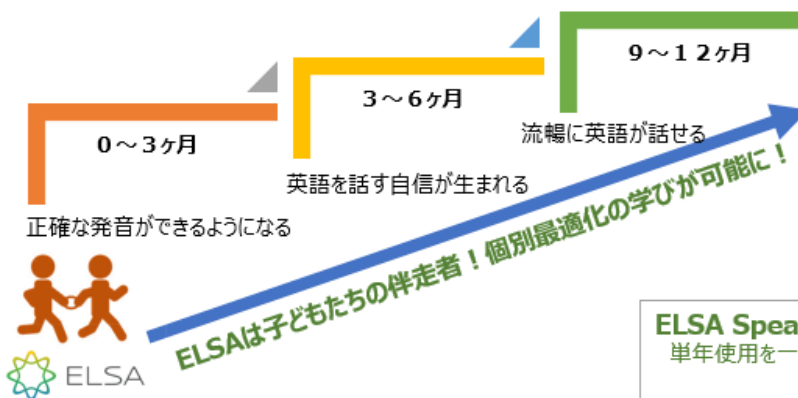 9～12ヶ月
3～6ヶ月
0～3ヶ月
流暢に英語が話せる
英語を話す自信が生まれる
正確な発音ができるようになる
ELSAは子どもたちの伴走者！個別最適化の学びが可能に！
ELSA
ELSA Spea
単年使用を一